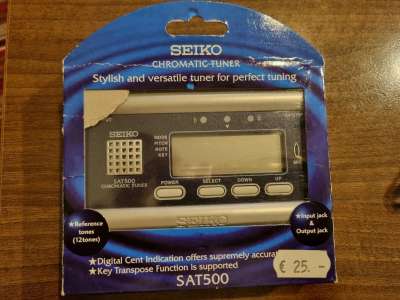 SEIKO
CHROMATIC TUNER
Stylish and versatile tuner for perfect tuning
SEIKO
MODE
PITCH
NOTE
KEY
SAT500
CHROMATIC TUNER
POWER
SELECT
DOWN
UP
SEIKO
★Reference
tones
(12tones)
★Input jack
&
Output jack
★Digital Cent Indication offers supremely accurat
★Key Transpose Function is supported
SAT500
€ 25.--